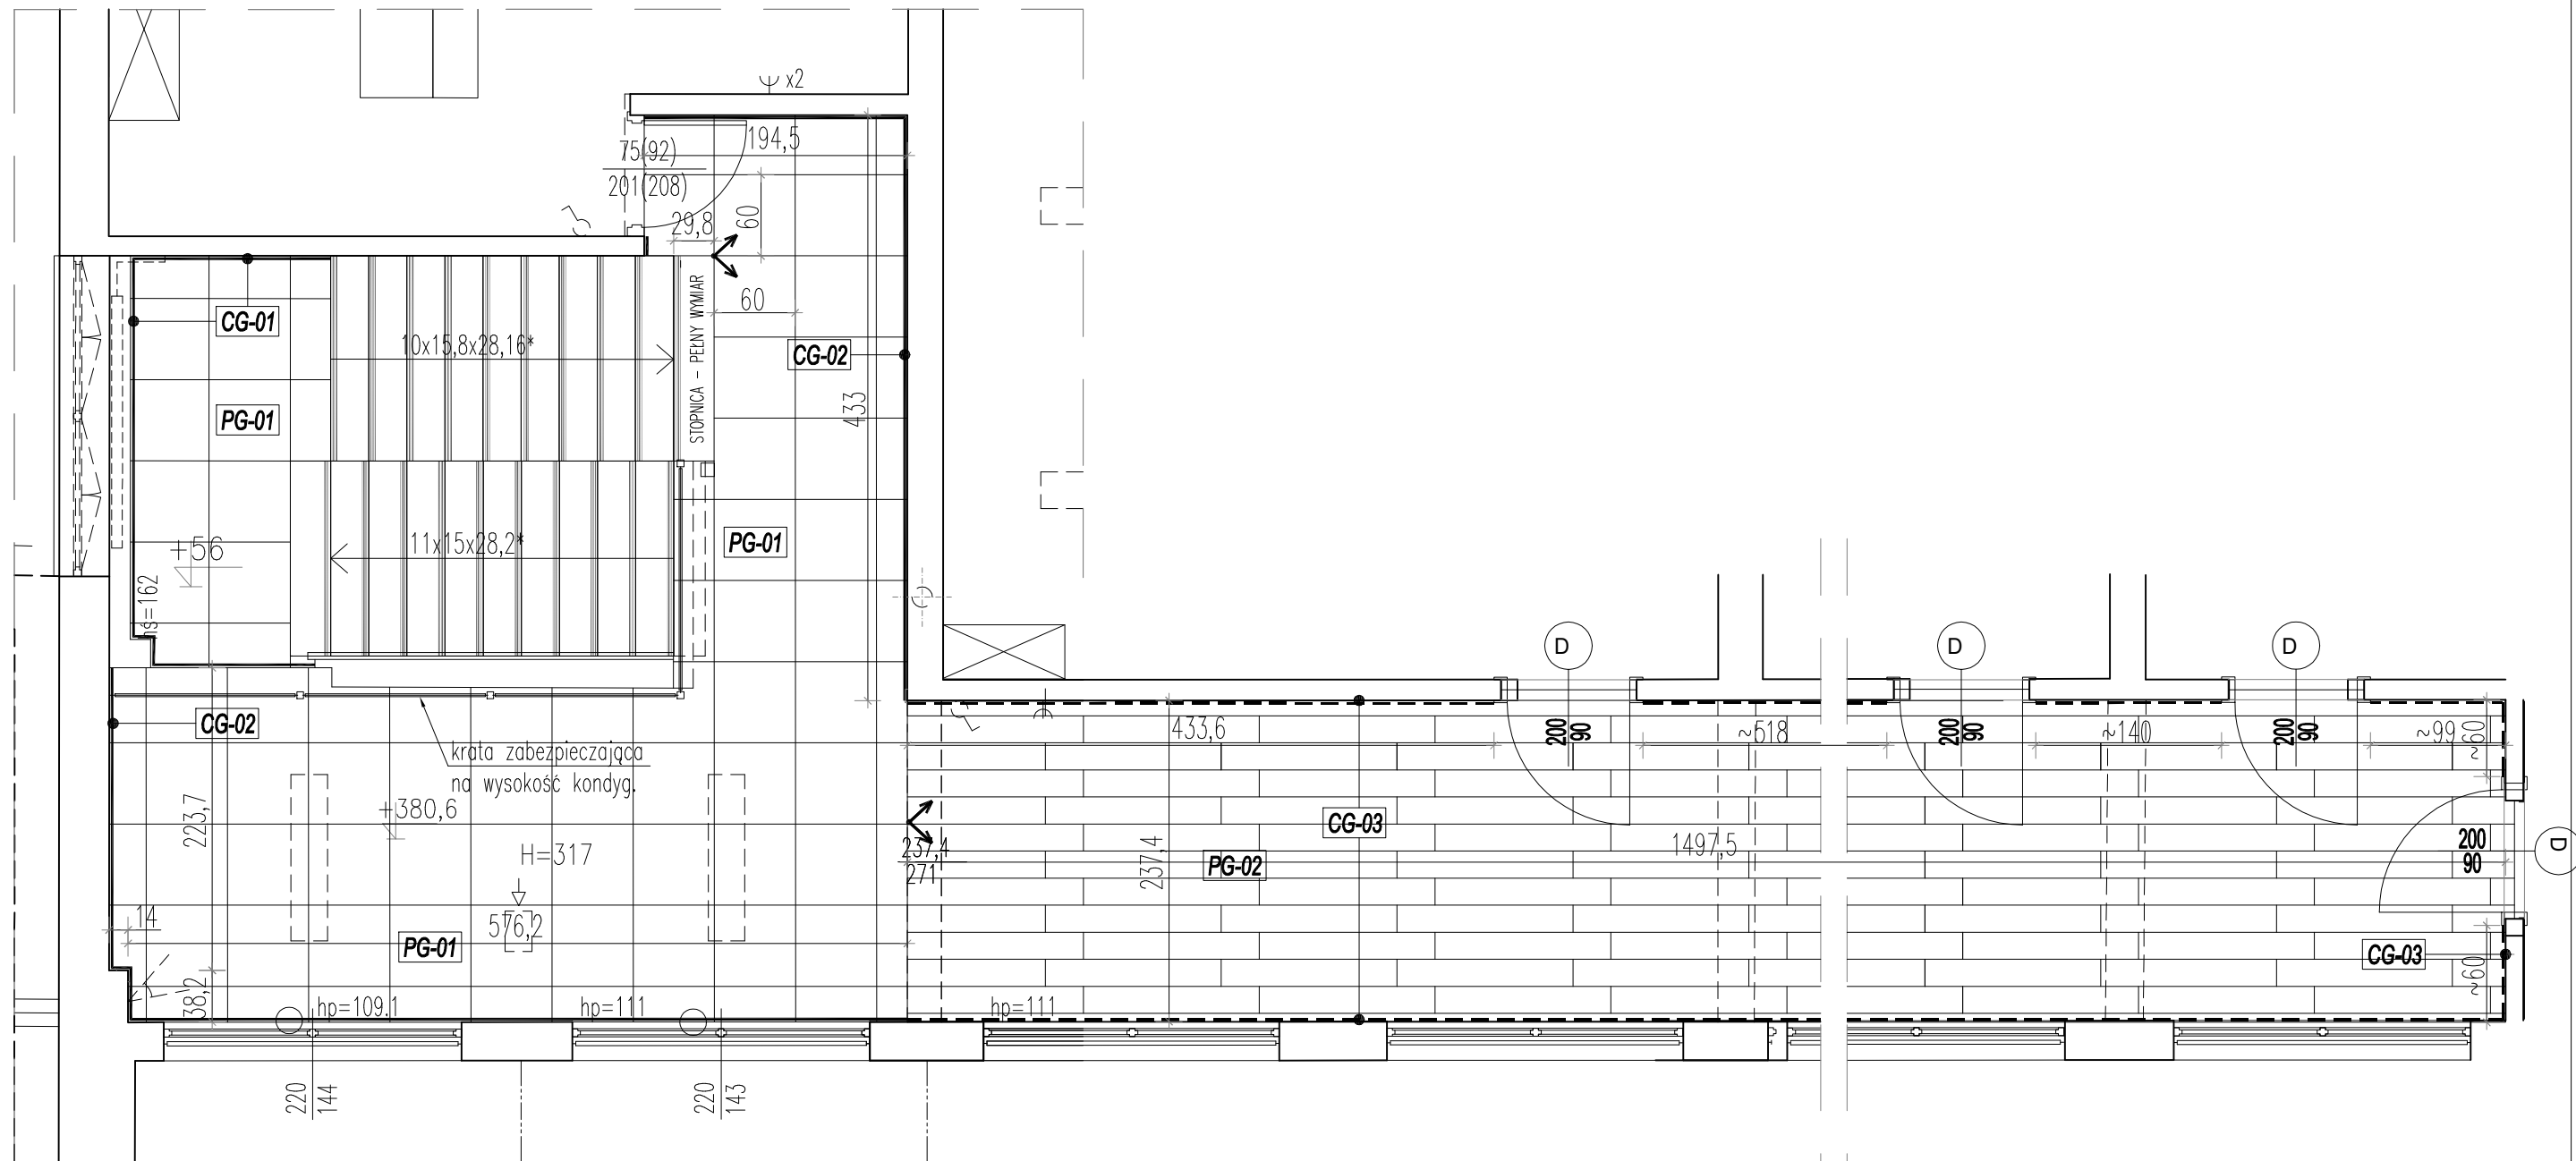 x2
194,5
75(92)
201(208)
29,8
60
60
STOPNICA - PEŁNY WYMIAR
CG-01
10x15,8x28,16*
CG-02
433
PG-01
11x15x28,2*
PG-01
+56
hś=162
D
D
D
CG-02
krata zabezpieczająca
na wysokość kondyg.
433,6
200
90
~518
200
90
~140
200
90
~99
~60
223,7
+380,6
H=317
576,2
14
PG-01
38,2
237,4
271
237,4
CG-03
PG-02
1497,5
200
90
D
CG-03
~60
hp=109.1
hp=111
hp=111
220
144
220
143